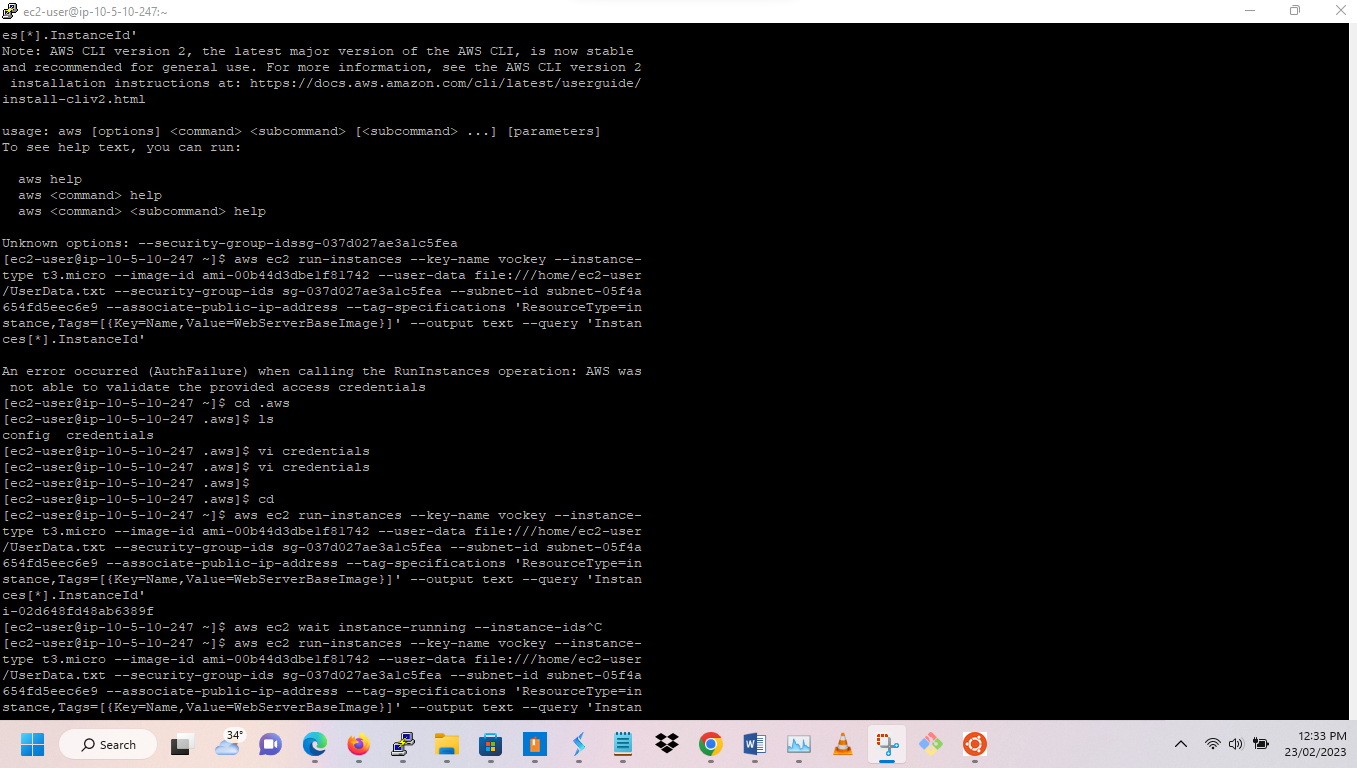 ec2-user@ip-10-5-10-247:~
es[*].InstanceId'
Note: AWS CLI version 2, the latest major version of the AWS CLI, is now stable
and recommended for general use. For more information, see the AWS CLI version 2
 installation instructions at: https://docs.aws.amazon.com/cli/latest/userguide/
install-cliv2.html
usage: aws [options] <command> <subcommand> [<subcommand> ...] [parameters]
To see help text, you can run:
  aws help
  aws <command> help
  aws <command> <subcommand> help
Unknown options: --security-group-idssg-037d027ae3a1c5fea
[ec2-user@ip-10-5-10-247 ~]$ aws ec2 run-instances --key-name vockey --instance-
type t3.micro --image-id ami-00b44d3dbe1f81742 --user-data file:///home/ec2-user
/UserData.txt --security-group-ids sg-037d027ae3a1c5fea --subnet-id subnet-05f4a
654fd5eec6e9 --associate-public-ip-address --tag-specifications 'ResourceType=in
stance,Tags=[{Key=Name,Value=WebServerBaseImage}]' --output text --query 'Instan
ces[*].InstanceId'
An error occurred (AuthFailure) when calling the RunInstances operation: AWS was
 not able to validate the provided access credentials
[ec2-user@ip-10-5-10-247 ~]$ cd .aws
[ec2-user@ip-10-5-10-247 .aws]$ ls
config  credentials
[ec2-user@ip-10-5-10-247 .aws]$ vi credentials
[ec2-user@ip-10-5-10-247 .aws]$ vi credentials
[ec2-user@ip-10-5-10-247 .aws]$
[ec2-user@ip-10-5-10-247 .aws]$ cd
[ec2-user@ip-10-5-10-247 ~]$ aws ec2 run-instances --key-name vockey --instance-
type t3.micro --image-id ami-00b44d3dbe1f81742 --user-data file:///home/ec2-user
/UserData.txt --security-group-ids sg-037d027ae3a1c5fea --subnet-id subnet-05f4a
654fd5eec6e9 --associate-public-ip-address --tag-specifications 'ResourceType=in
stance,Tags=[{Key=Name,Value=WebServerBaseImage}]' --output text --query 'Instan
ces[*].InstanceId'
i-02d648fd48ab6389f
[ec2-user@ip-10-5-10-247 ~]$ aws ec2 wait instance-running --instance-ids^C
[ec2-user@ip-10-5-10-247 ~]$ aws ec2 run-instances --key-name vockey --instance-
type t3.micro --image-id ami-00b44d3dbe1f81742 --user-data file:///home/ec2-user
/UserData.txt --security-group-ids sg-037d027ae3a1c5fea --subnet-id subnet-05f4a
654fd5eec6e9 --associate-public-ip-address --tag-specifications 'ResourceType=in
stance,Tags=[{Key=Name,Value=WebServerBaseImage}]' --output text --query 'Instan
Search
34°
12:33 PM
23/02/2023